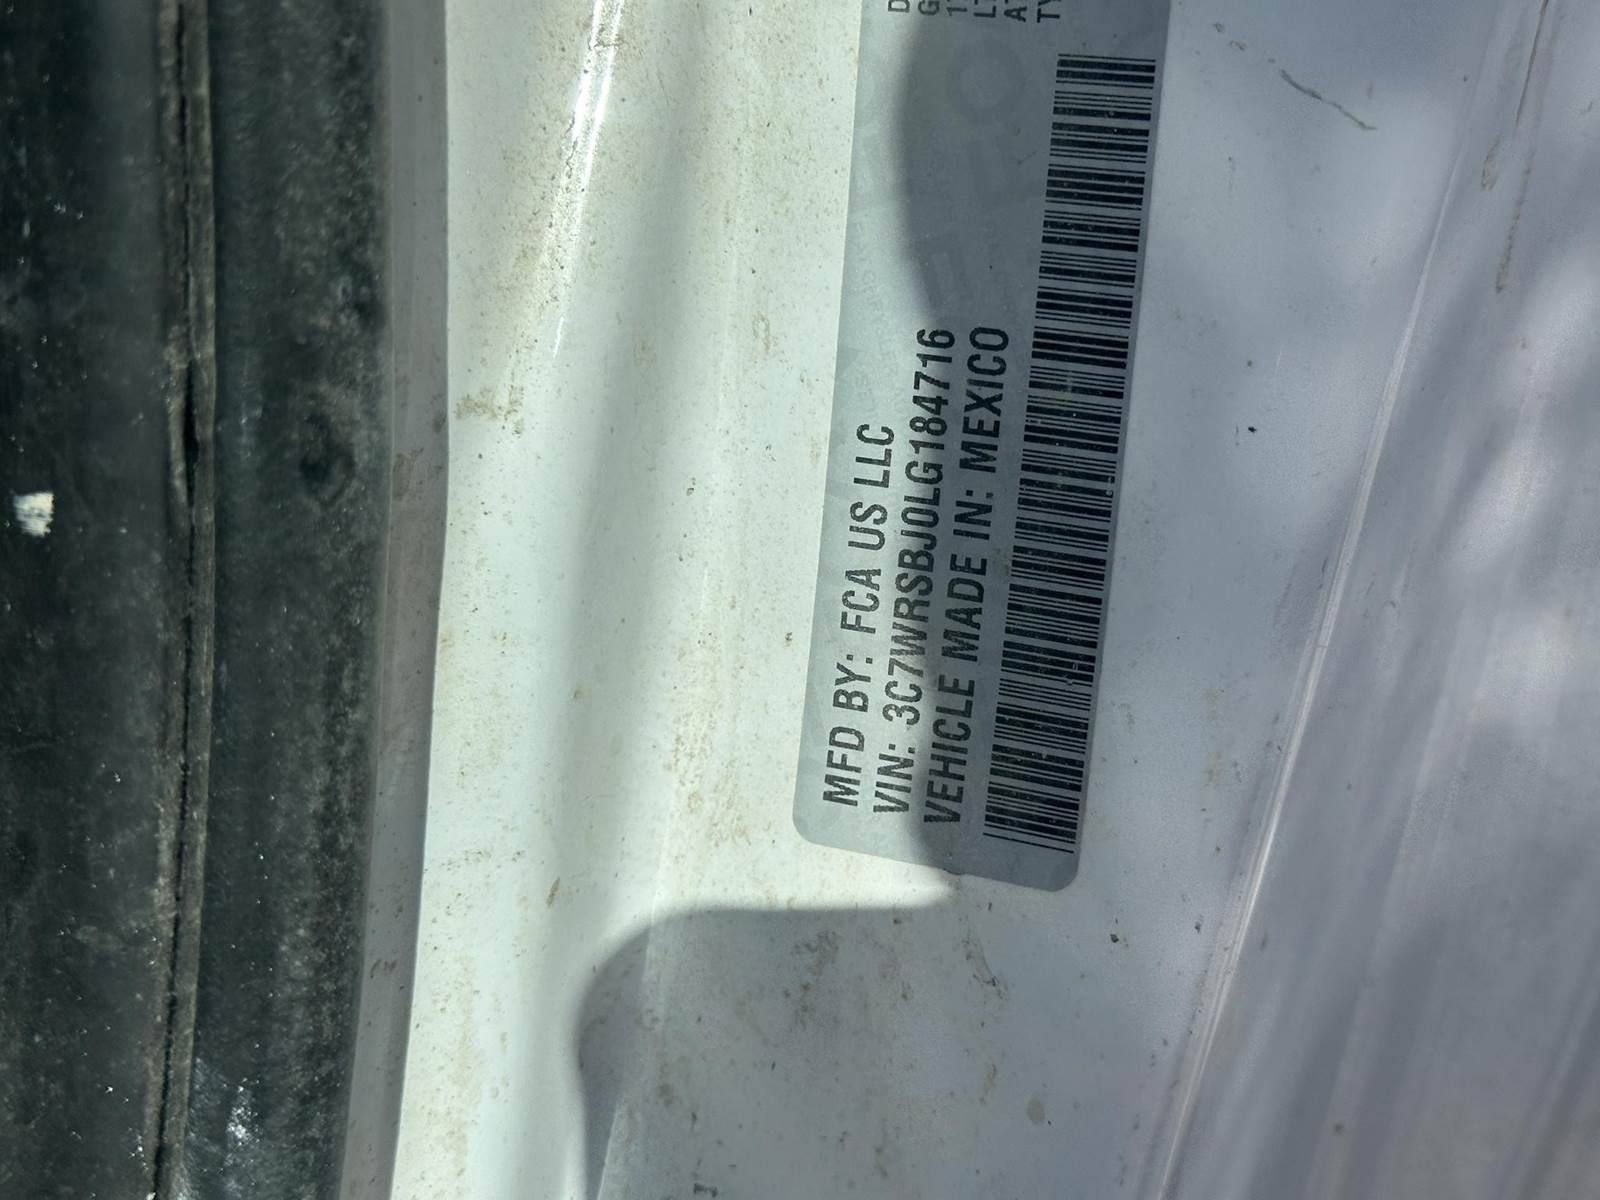 MFD BY: FCA US LLC
VIN: 3C7WRSBJ0LG184716
VEHICLE MADE IN: MEXICO